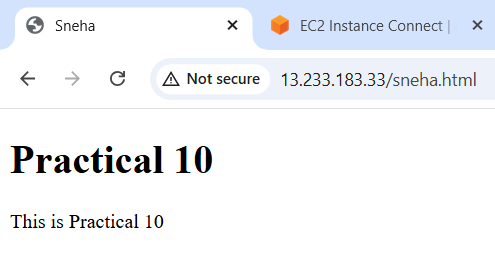 Sneha
EC2 Instance Connect |
Not secure
13.233.183.33/sneha.html
Practical 10
This is Practical 10